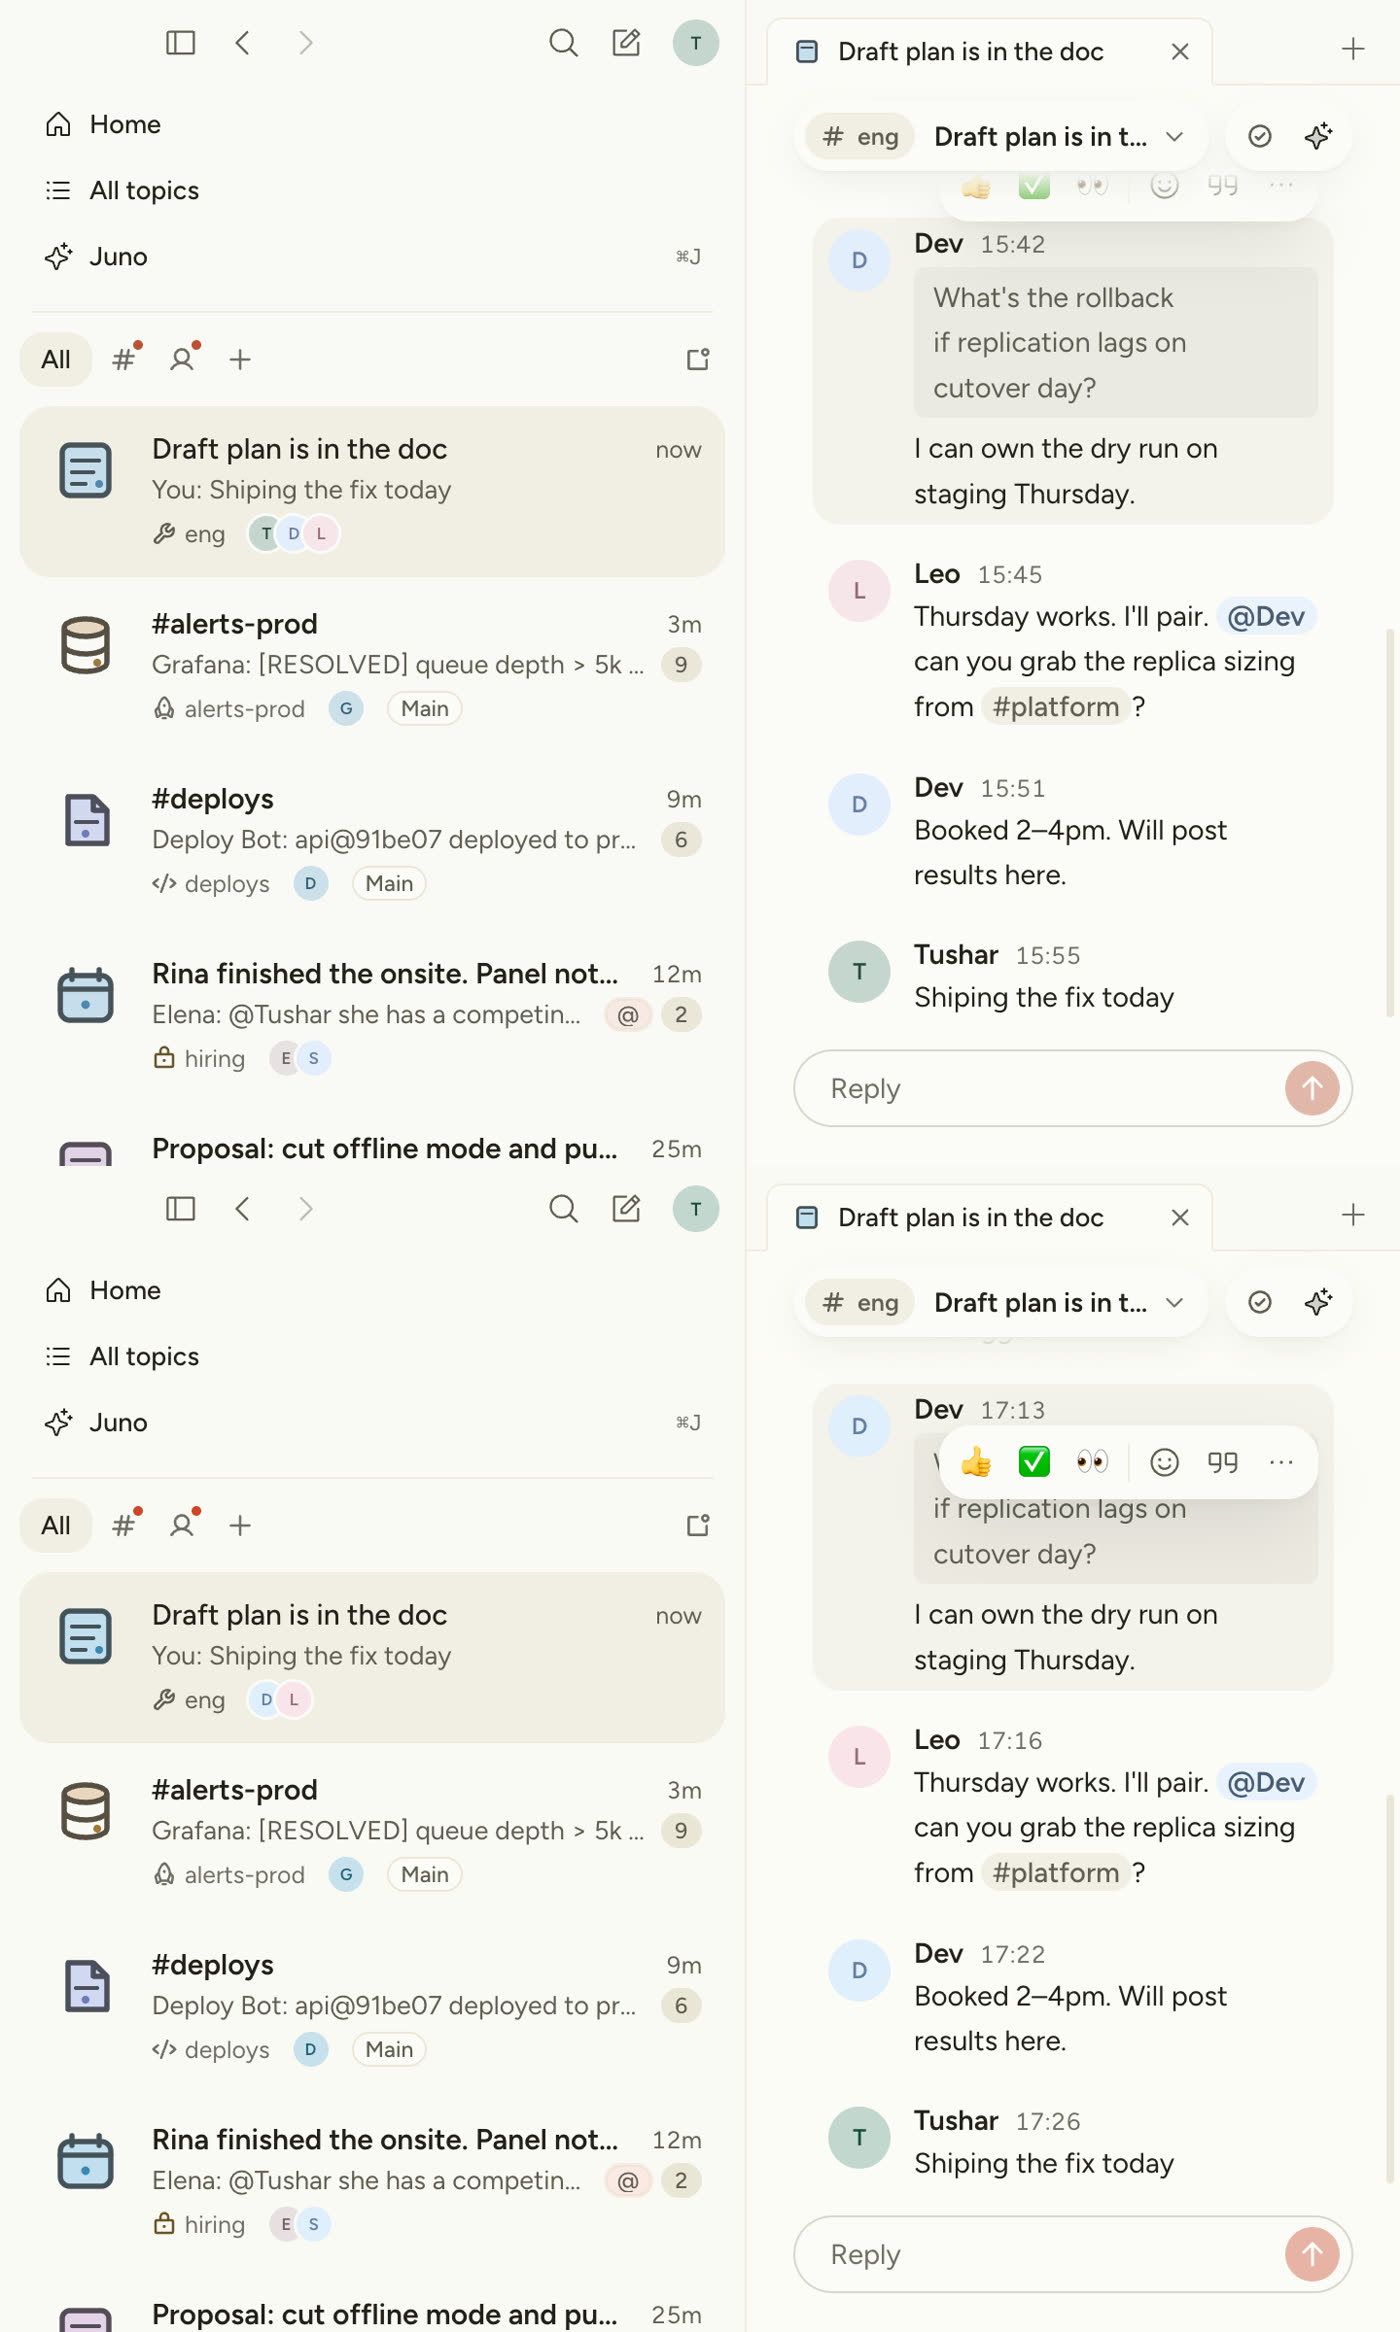 T
Home
All topics
Juno ⌘J
All
Draft plan is in the doc now
You: Shiping the fix today
eng T D L
#alerts-prod 3m
Grafana: [RESOLVED] queue depth > 5k ... 9
alerts-prod G Main
#deploys 9m
Deploy Bot: api@91be07 deployed to pr... 6
deploys D Main
Rina finished the onsite. Panel not... 12m
Elena: @Tushar she has a competin... @ 2
hiring E S
Proposal: cut offline mode and pu... 25m
Draft plan is in the doc
# eng Draft plan is in t...
D
Dev 15:42
What's the rollback
if replication lags on
cutover day?
I can own the dry run on
staging Thursday.
L
Leo 15:45
Thursday works. I'll pair. @Dev
can you grab the replica sizing
from #platform ?
D
Dev 15:51
Booked 2–4pm. Will post
results here.
T
Tushar 15:55
Shiping the fix today
Reply
T
Home
All topics
Juno ⌘J
All
Draft plan is in the doc now
You: Shiping the fix today
eng D L
#alerts-prod 3m
Grafana: [RESOLVED] queue depth > 5k ... 9
alerts-prod G Main
#deploys 9m
Deploy Bot: api@91be07 deployed to pr... 6
deploys D Main
Rina finished the onsite. Panel not... 12m
Elena: @Tushar she has a competin... @ 2
hiring E S
Proposal: cut offline mode and pu... 25m
Draft plan is in the doc
# eng Draft plan is in t...
D
Dev 17:13
if replication lags on
cutover day?
I can own the dry run on
staging Thursday.
L
Leo 17:16
Thursday works. I'll pair. @Dev
can you grab the replica sizing
from #platform ?
D
Dev 17:22
Booked 2–4pm. Will post
results here.
T
Tushar 17:26
Shiping the fix today
Reply